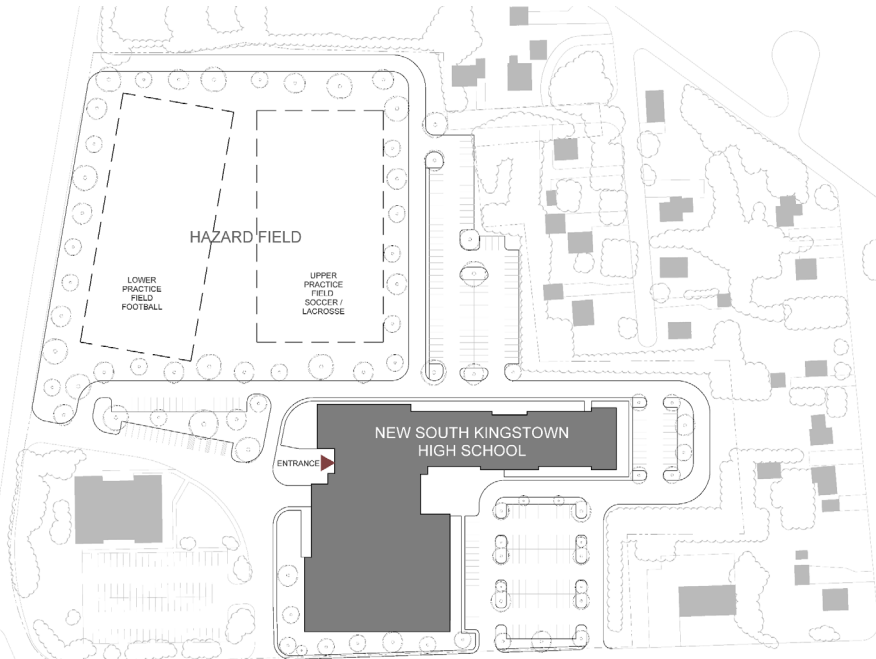 HAZARD FIELD
LOWER
PRACTICE
FIELD
FOOTBALL
UPPER
PRACTICE
FIELD
SOCCER /
LACROSSE
NEW SOUTH KINGSTOWN
HIGH SCHOOL
ENTRANCE